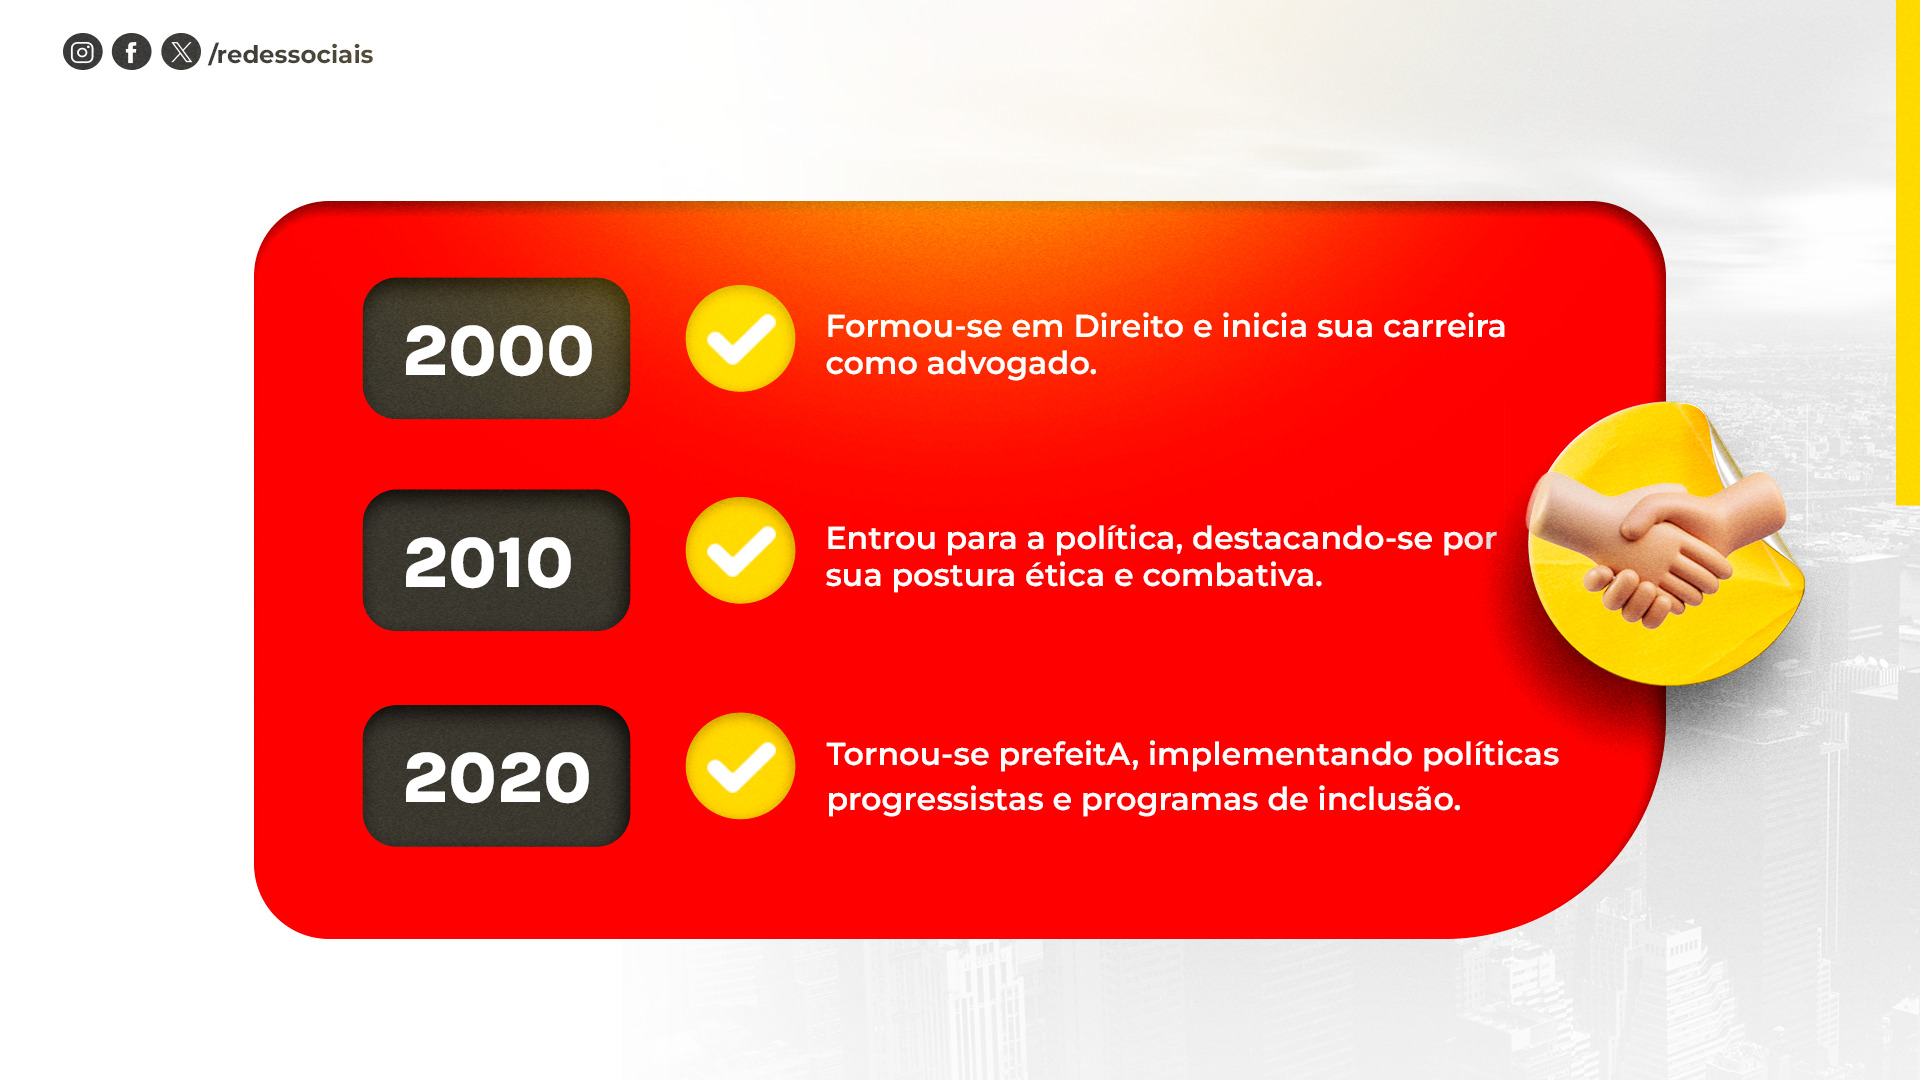 /redessociais
2000
Formou-se em Direito e inicia sua carreira
como advogado.
2010
Entrou para a política, destacando-se por
sua postura ética e combativa.
2020
Tornou-se prefeitA, implementando políticas
progressistas e programas de inclusão.